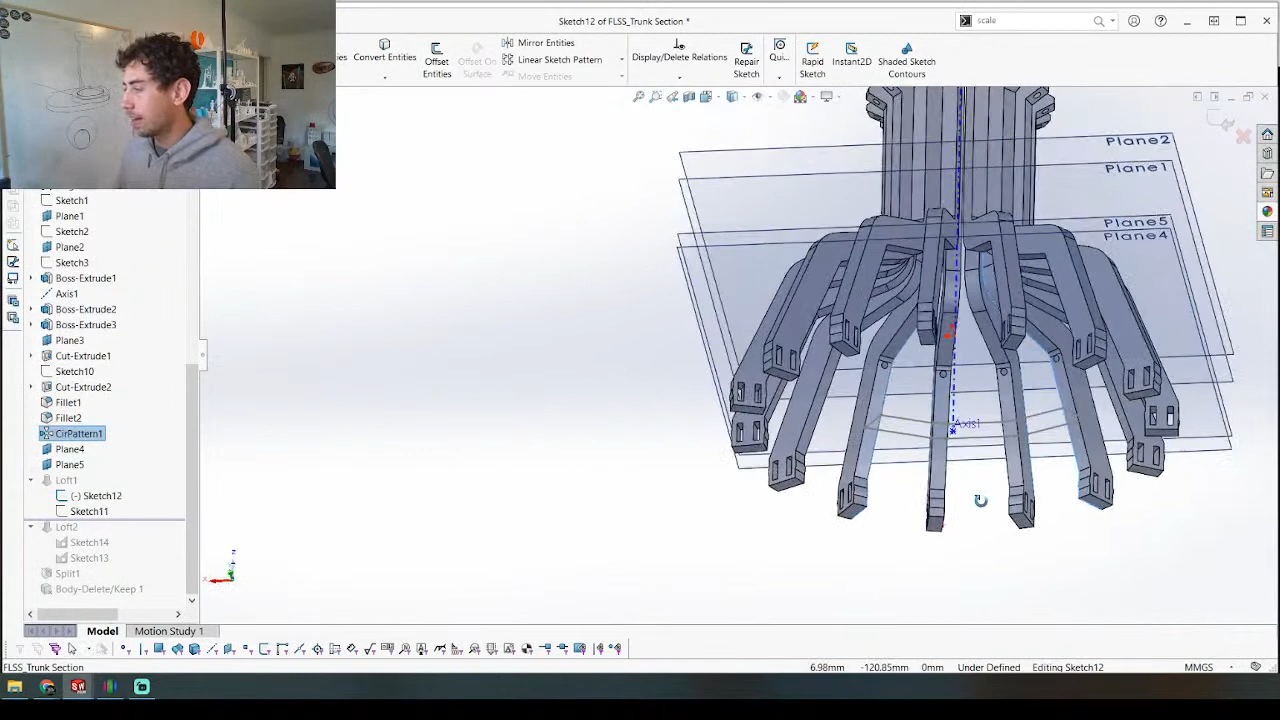 Sketch12 of FLSS_Trunk Section *
scale
Convert Entities
Offset Entities
Offset On Surface
Mirror Entities
Linear Sketch Pattern
Move Entities
Display/Delete Relations
Repair Sketch
Qui...
Rapid Sketch
Instant2D
Shaded Sketch Contours
Plane2
Plane1
Plane5
Plane4
Axis1
Sketch1
Plane1
Sketch2
Plane2
Sketch3
Boss-Extrude1
Axis1
Boss-Extrude2
Boss-Extrude3
Plane3
Cut-Extrude1
Sketch10
Cut-Extrude2
Fillet1
Fillet2
CirPattern1
Plane4
Plane5
Loft1
(-) Sketch12
Sketch11
Loft2
Sketch14
Sketch13
Split1
Body-Delete/Keep 1
z
x
Model
Motion Study 1
FLSS_Trunk Section
6.98mm
-120.85mm
0mm
Under Defined
Editing Sketch12
MMGS